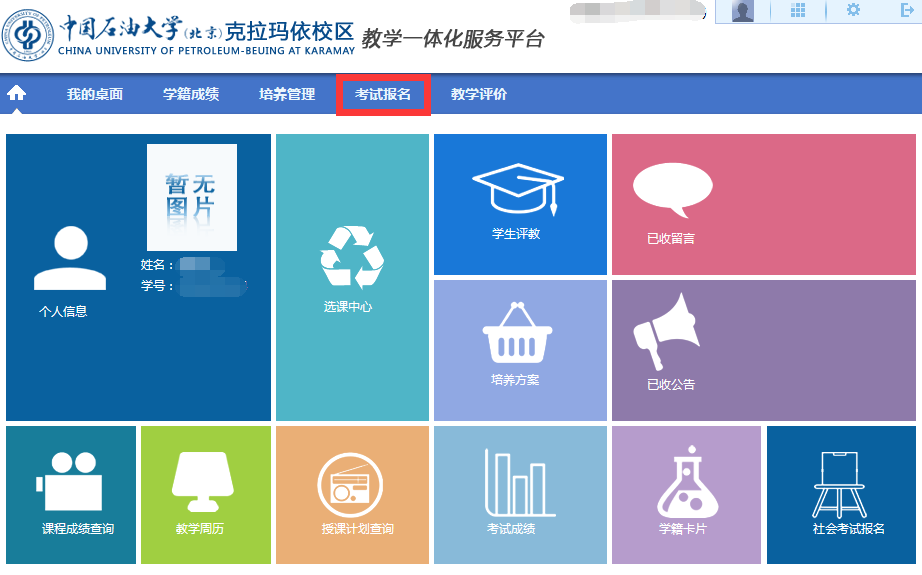 中国石油大学(北京)克拉玛依校区
CHINA UNIVERSITY OF PETROLEUM-BEIJING AT KARAMAY
教学一体化服务平台
我的桌面 学籍成绩 培养管理 考试报名 教学评价
暂无
图片
姓名：
学号：
个人信息
选课中心
学生评教
已收留言
培养方案
已收公告
课程成绩查询
教学周历
授课计划查询
考试成绩
学籍卡片
社会考试报名